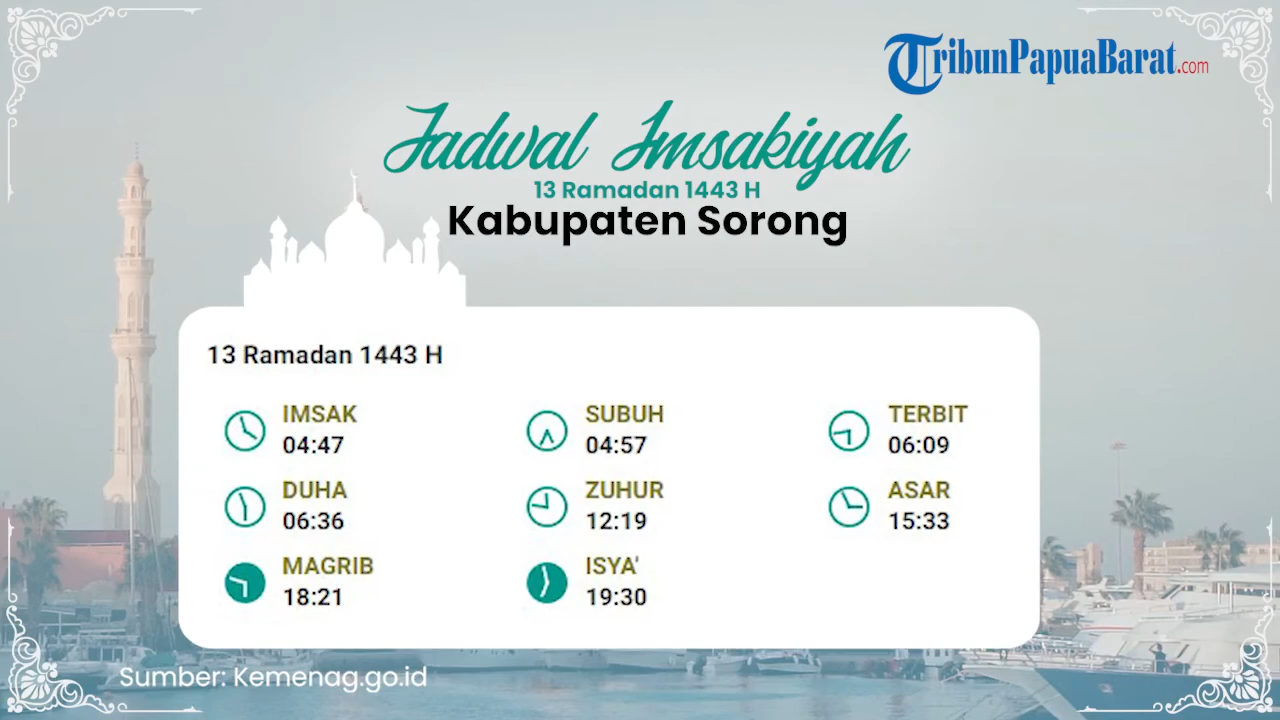 TribunPapuaBarat.com
Jadwal Imsakiyah
13 Ramadan 1443 H
Kabupaten Sorong
13 Ramadan 1443 H
IMSAK
04:47
SUBUH
04:57
TERBIT
06:09
DUHA
06:36
ZUHUR
12:19
ASAR
15:33
MAGRIB
18:21
ISYA'
19:30
Sumber: Kemenag.go.id